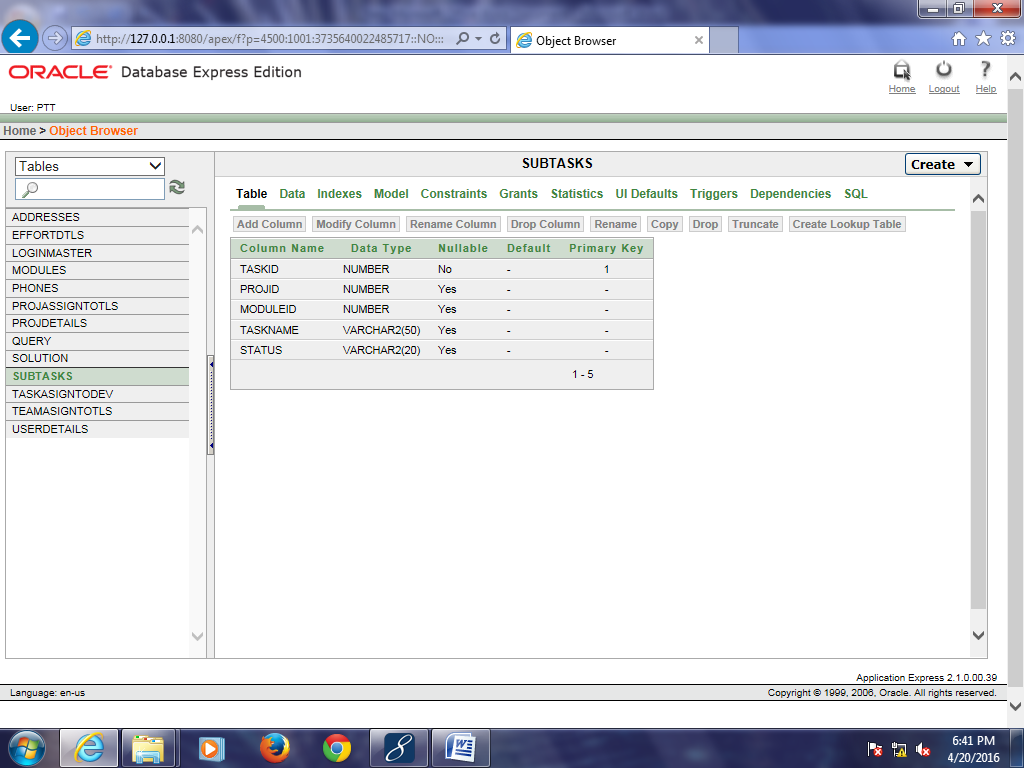 http://127.0.0.1:8080/apex/f?p=4500:1001:3735640022485717::NO:::
Object Browser
ORACLE Database Express Edition
Home Logout Help
User: PTT
Home > Object Browser
Tables
ADDRESSES
EFFORTDTLS
LOGINMASTER
MODULES
PHONES
PROJASSIGNTOTLS
PROJDETAILS
QUERY
SOLUTION
SUBTASKS
TASKASIGNTODEV
TEAMASIGNTOTLS
USERDETAILS
SUBTASKS
Create
Table Data Indexes Model Constraints Grants Statistics UI Defaults Triggers Dependencies SQL
Add Column Modify Column Rename Column Drop Column Rename Copy Drop Truncate Create Lookup Table
Column Name Data Type Nullable Default Primary Key
TASKID NUMBER No - 1
PROJID NUMBER Yes - -
MODULEID NUMBER Yes - -
TASKNAME VARCHAR2(50) Yes - -
STATUS VARCHAR2(20) Yes - -
1 - 5
Application Express 2.1.0.00.39
Language: en-us
Copyright © 1999, 2006, Oracle. All rights reserved.
6:41 PM
4/20/2016